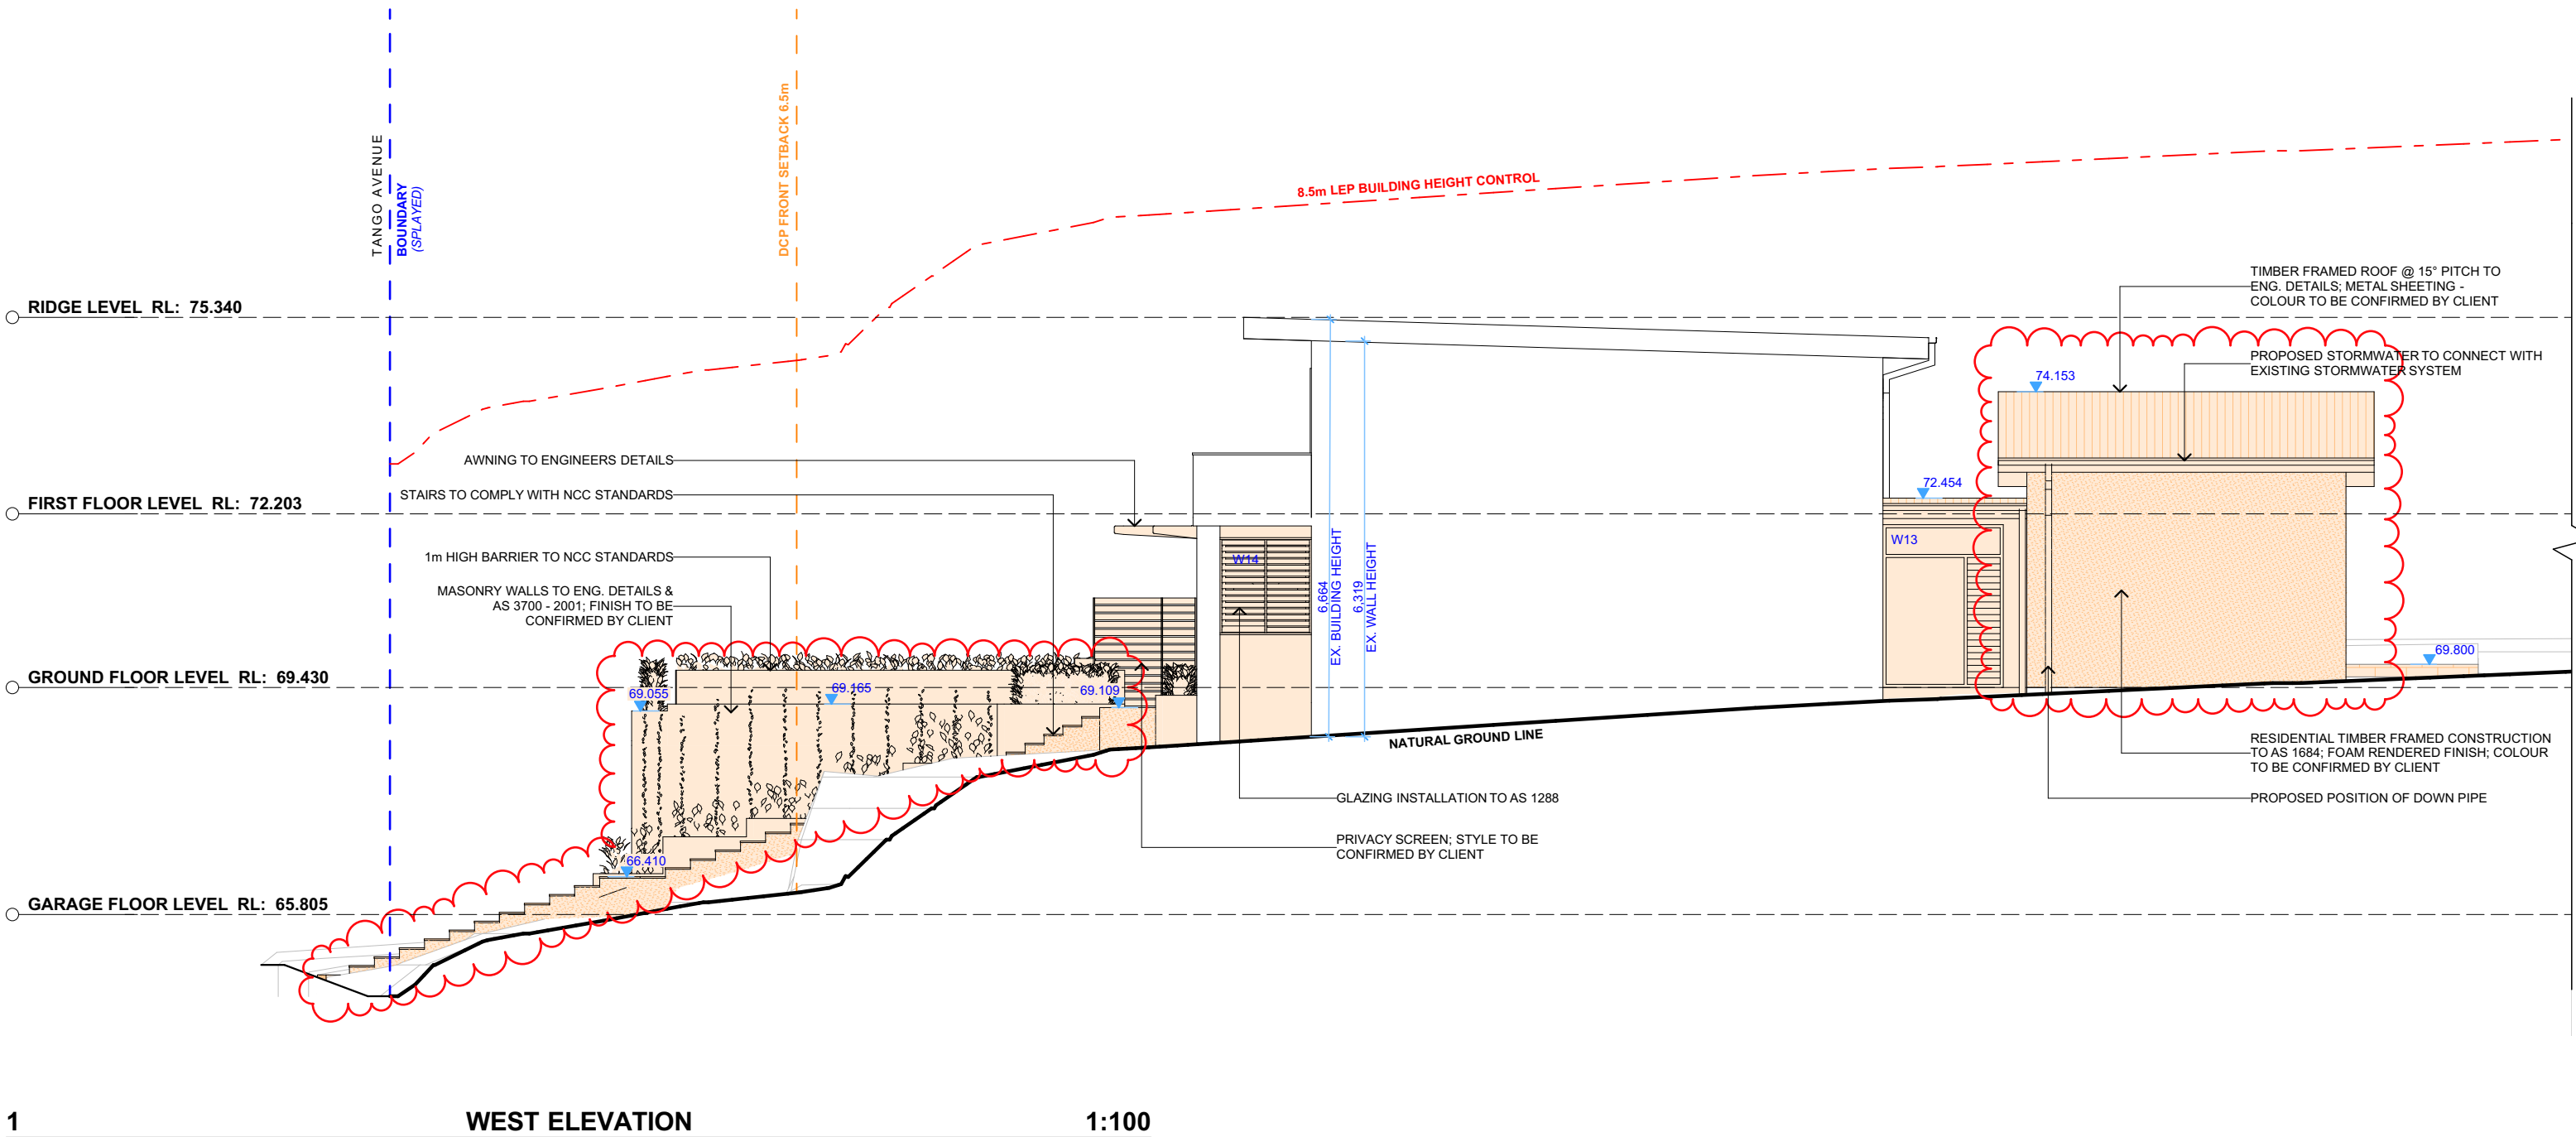 TANGO AVENUE
BOUNDARY
(SPLAYED)
DCP FRONT SETBACK 6.5m
8.5m LEP BUILDING HEIGHT CONTROL
RIDGE LEVEL RL: 75.340
TIMBER FRAMED ROOF @ 15° PITCH TO
ENG. DETAILS; METAL SHEETING -
COLOUR TO BE CONFIRMED BY CLIENT
PROPOSED STORMWATER TO CONNECT WITH
EXISTING STORMWATER SYSTEM
74.153
AWNING TO ENGINEERS DETAILS
STAIRS TO COMPLY WITH NCC STANDARDS
FIRST FLOOR LEVEL RL: 72.203
72.454
W13
W14
1m HIGH BARRIER TO NCC STANDARDS
MASONRY WALLS TO ENG. DETAILS &
AS 3700 - 2001; FINISH TO BE
CONFIRMED BY CLIENT
6,664
EX. BUILDING HEIGHT
6,319
EX. WALL HEIGHT
69.800
GROUND FLOOR LEVEL RL: 69.430
69.055
69.165
69.109
NATURAL GROUND LINE
RESIDENTIAL TIMBER FRAMED CONSTRUCTION
TO AS 1684; FOAM RENDERED FINISH; COLOUR
TO BE CONFIRMED BY CLIENT
GLAZING INSTALLATION TO AS 1288
PROPOSED POSITION OF DOWN PIPE
PRIVACY SCREEN; STYLE TO BE
CONFIRMED BY CLIENT
66.410
GARAGE FLOOR LEVEL RL: 65.805
1 WEST ELEVATION 1:100